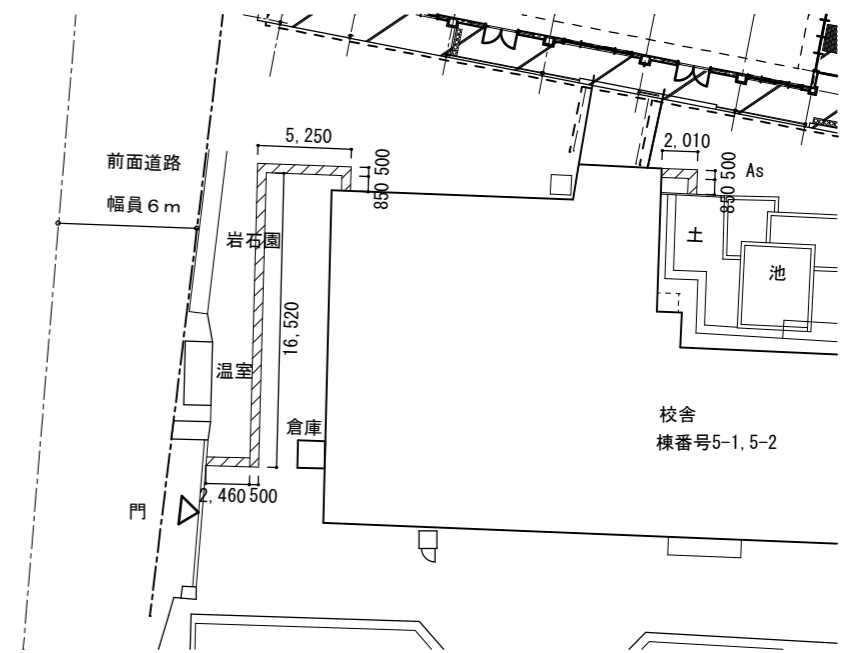 5,250
2,010
500
850
500
850
As
前面道路
幅員６ｍ
岩石園
土
池
16,520
温室
倉庫
校舎
棟番号5-1,5-2
2,460
500
門